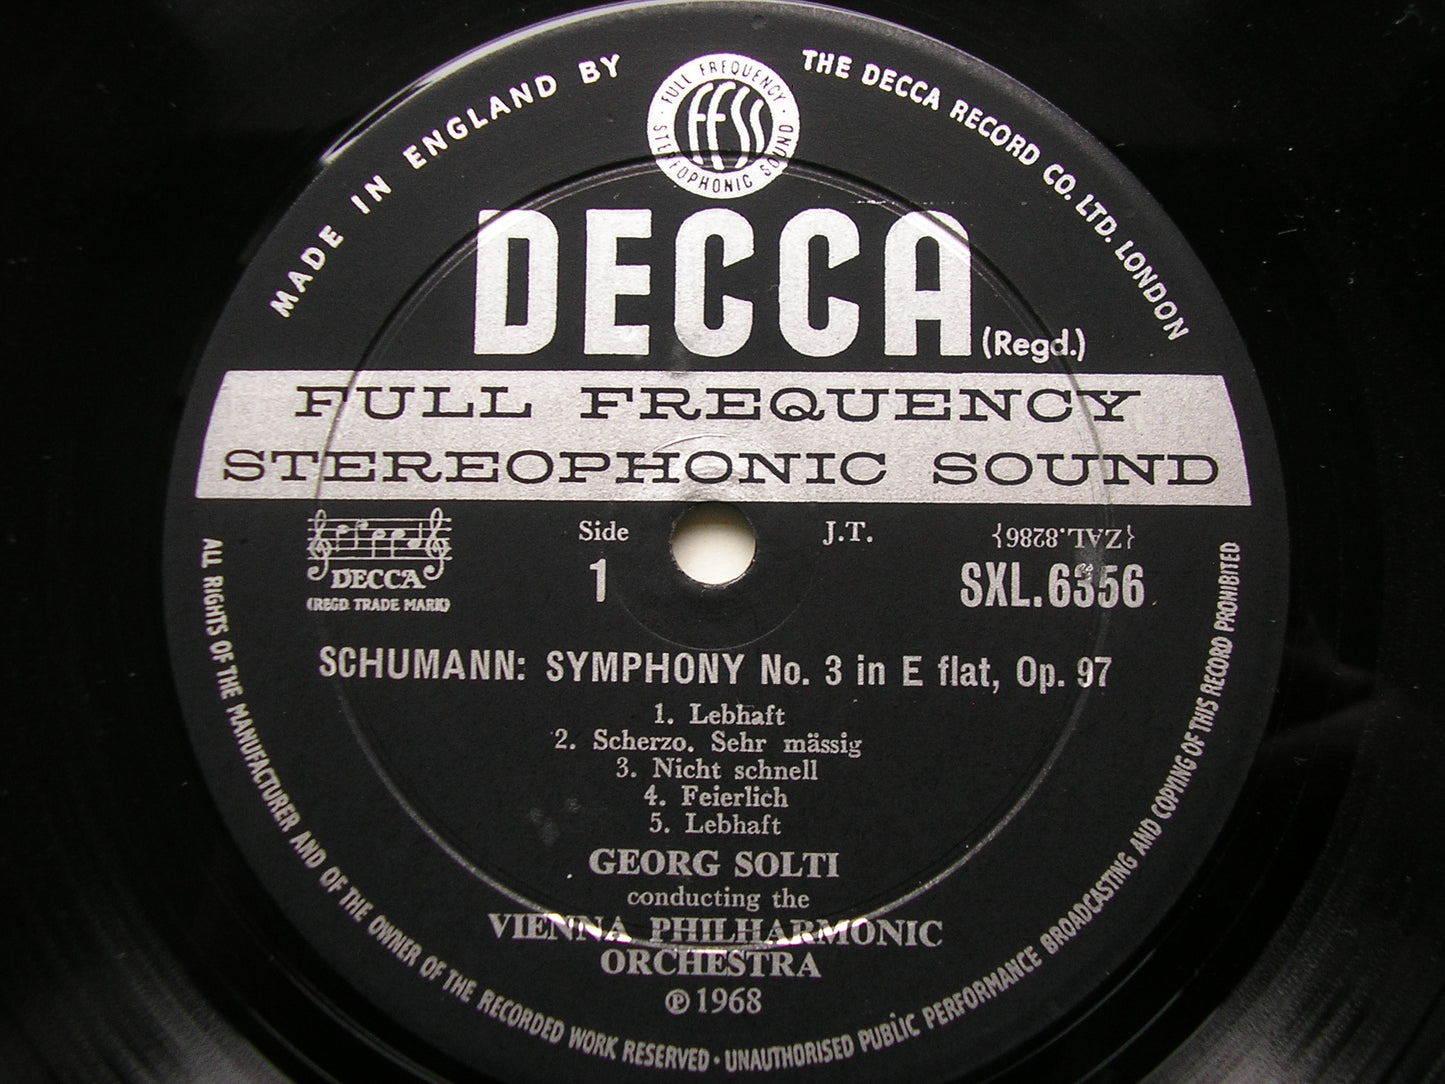 MADE IN ENGLAND BY
THE DECCA RECORD CO. LTD. LONDON
FULL FREQUENCY
FFSS
STEREOPHONIC SOUND
DECCA
(Regd.)
FULL FREQUENCY
STEREOPHONIC SOUND
DECCA
(REGD. TRADE MARK)
Side
1
J.T.
{ZAL.8286}
SXL.6356
SCHUMANN: SYMPHONY No. 3 in E flat, Op. 97
1. Lebhaft
2. Scherzo. Sehr mässig
3. Nicht schnell
4. Feierlich
5. Lebhaft
GEORG SOLTI
conducting the
VIENNA PHILHARMONIC
ORCHESTRA
℗ 1968
ALL RIGHTS OF THE MANUFACTURER AND OF THE OWNER OF THE RECORDED WORK RESERVED · UNAUTHORISED PUBLIC PERFORMANCE BROADCASTING AND COPYING OF THIS RECORD PROHIBITED